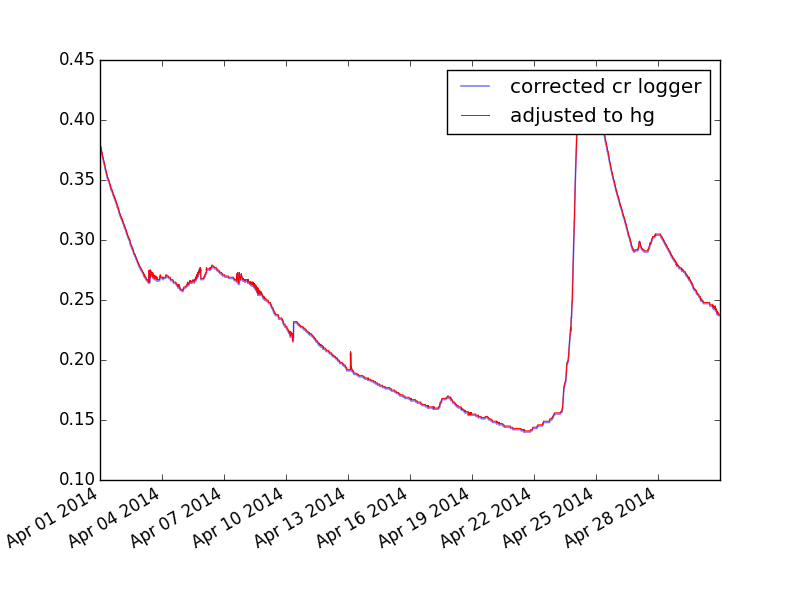 0.45
0.40
0.35
0.30
0.25
0.20
0.15
0.10
corrected cr logger
adjusted to hg
Apr 01 2014
Apr 04 2014
Apr 07 2014
Apr 10 2014
Apr 13 2014
Apr 16 2014
Apr 19 2014
Apr 22 2014
Apr 25 2014
Apr 28 2014